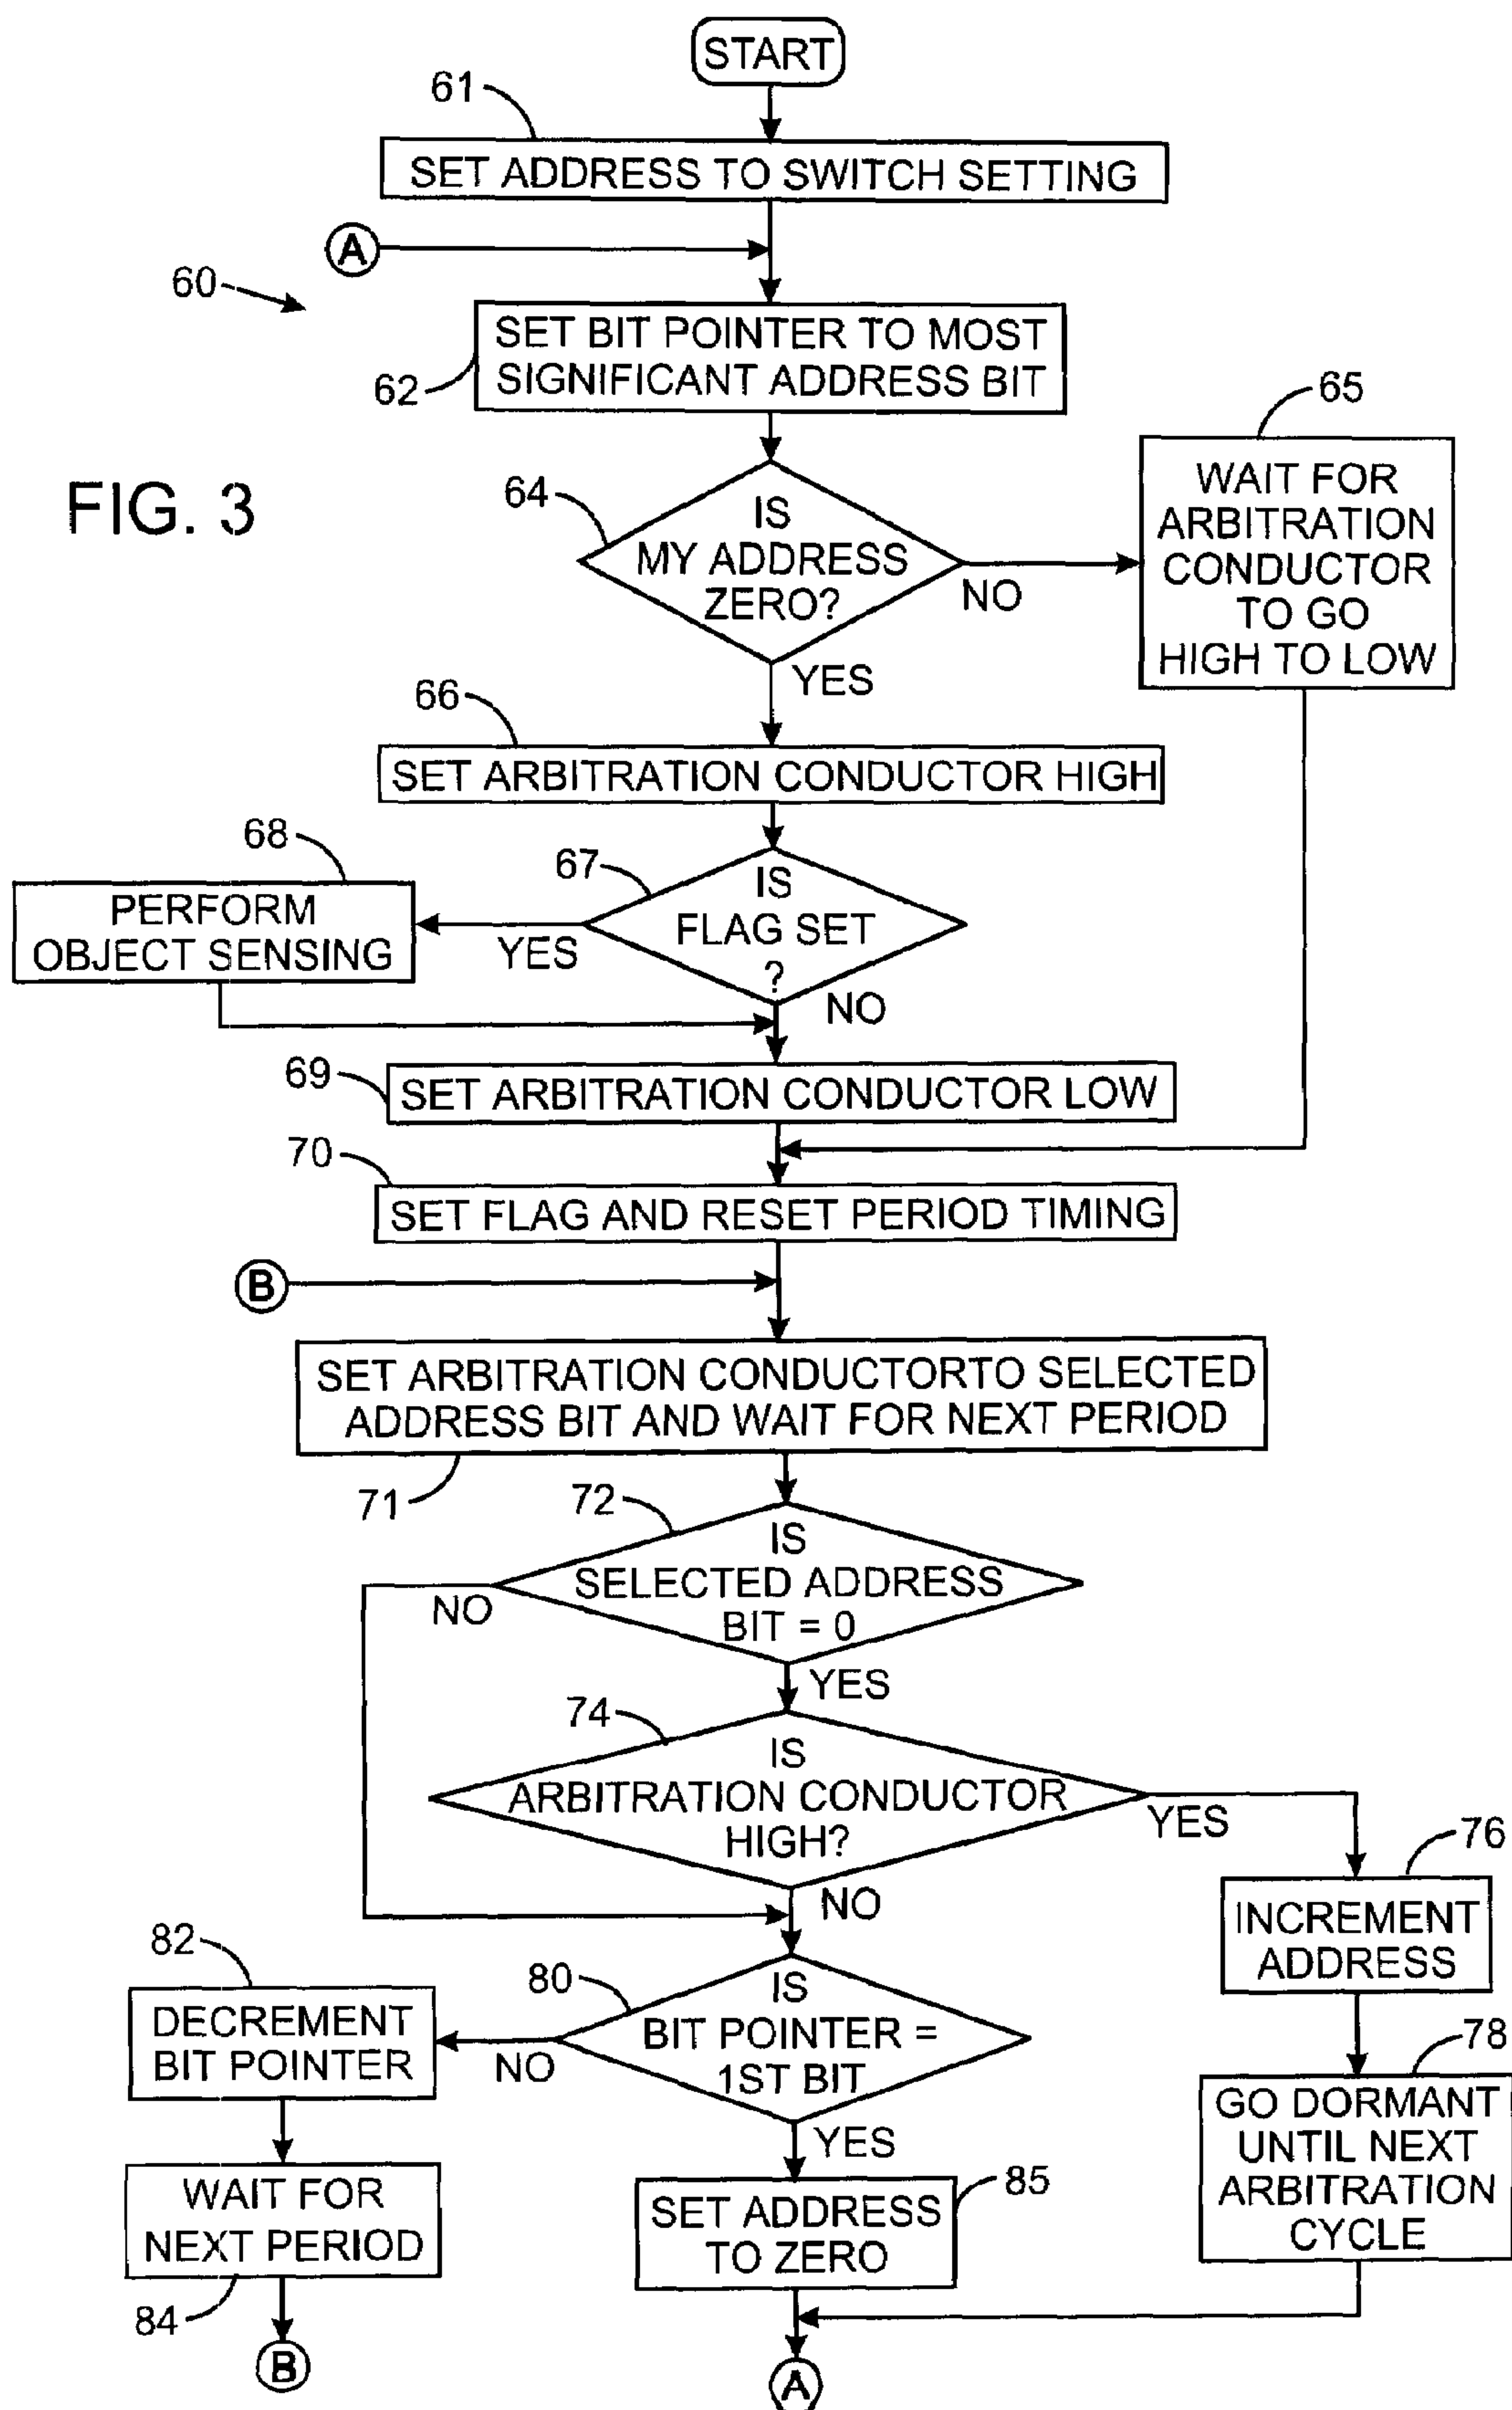 START
61
SET ADDRESS TO SWITCH SETTING
A
60
SET BIT POINTER TO MOST
SIGNIFICANT ADDRESS BIT
62
65
FIG. 3
64
IS
MY ADDRESS
ZERO?
NO
YES
WAIT FOR
ARBITRATION
CONDUCTOR
TO GO
HIGH TO LOW
66
SET ARBITRATION CONDUCTOR HIGH
68
67
IS
FLAG SET
?
YES
NO
PERFORM
OBJECT SENSING
69
SET ARBITRATION CONDUCTOR LOW
70
SET FLAG AND RESET PERIOD TIMING
B
SET ARBITRATION CONDUCTORTO SELECTED
ADDRESS BIT AND WAIT FOR NEXT PERIOD
71
72
IS
SELECTED ADDRESS
BIT = 0
NO
YES
74
IS
ARBITRATION CONDUCTOR
HIGH?
YES
NO
76
INCREMENT
ADDRESS
82
80
IS
BIT POINTER =
1ST BIT
NO
YES
DECREMENT
BIT POINTER
78
GO DORMANT
UNTIL NEXT
ARBITRATION
CYCLE
WAIT FOR
NEXT PERIOD
84
85
SET ADDRESS
TO ZERO
B
A